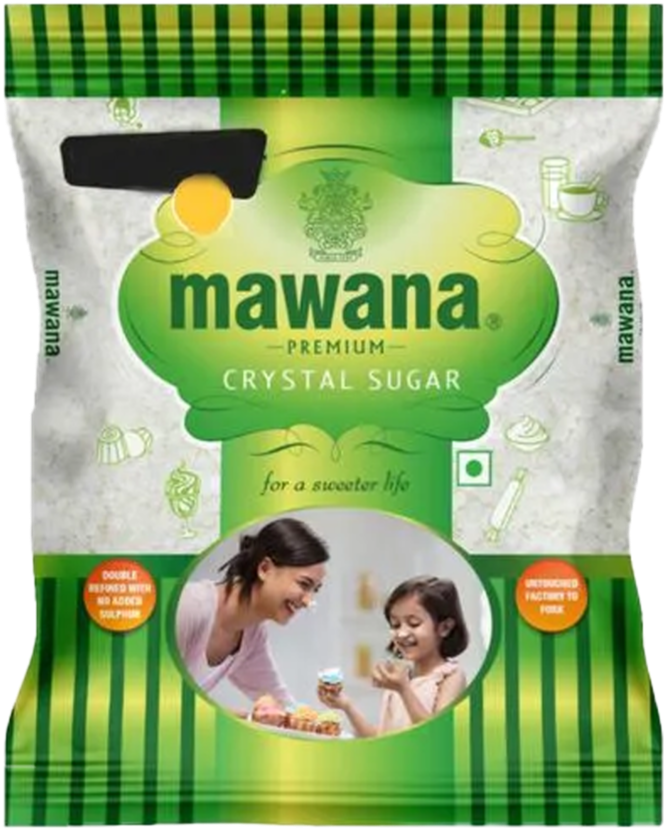 mawana®
PREMIUM
CRYSTAL SUGAR
for a sweeter life
mawana
mawana
DOUBLE
REFINED WITH
NO ADDED
SULPHUR
UNTOUCHED
FACTORY TO
FORK